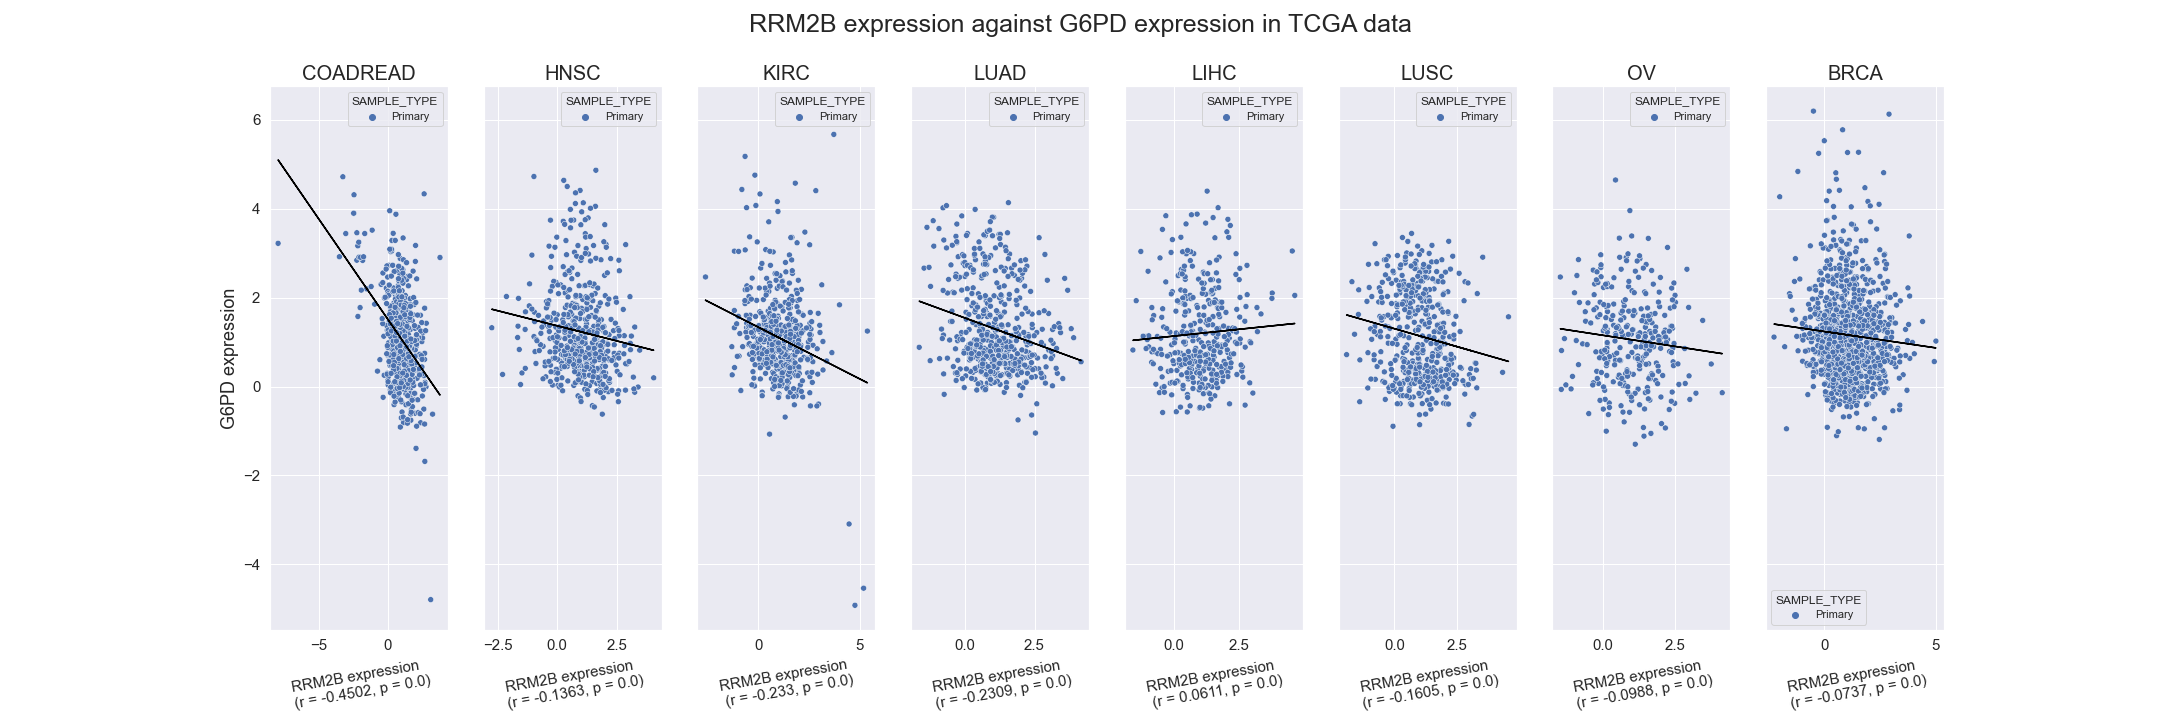 RRM2B expression against G6PD expression in TCGA data
COADREAD
HNSC
KIRC
LUAD
LIHC
LUSC
OV
BRCA
SAMPLE_TYPE
Primary
SAMPLE_TYPE
Primary
SAMPLE_TYPE
Primary
SAMPLE_TYPE
Primary
SAMPLE_TYPE
Primary
SAMPLE_TYPE
Primary
SAMPLE_TYPE
Primary
SAMPLE_TYPE
Primary
G6PD expression
6
4
2
0
−2
−4
−5 0
−2.5 0.0 2.5
0 5
0.0 2.5
0.0 2.5
0.0 2.5
0.0 2.5
0 5
RRM2B expression
(r = -0.4502, p = 0.0)
RRM2B expression
(r = -0.1363, p = 0.0)
RRM2B expression
(r = -0.233, p = 0.0)
RRM2B expression
(r = -0.2309, p = 0.0)
RRM2B expression
(r = 0.0611, p = 0.0)
RRM2B expression
(r = -0.1605, p = 0.0)
RRM2B expression
(r = -0.0988, p = 0.0)
RRM2B expression
(r = -0.0737, p = 0.0)